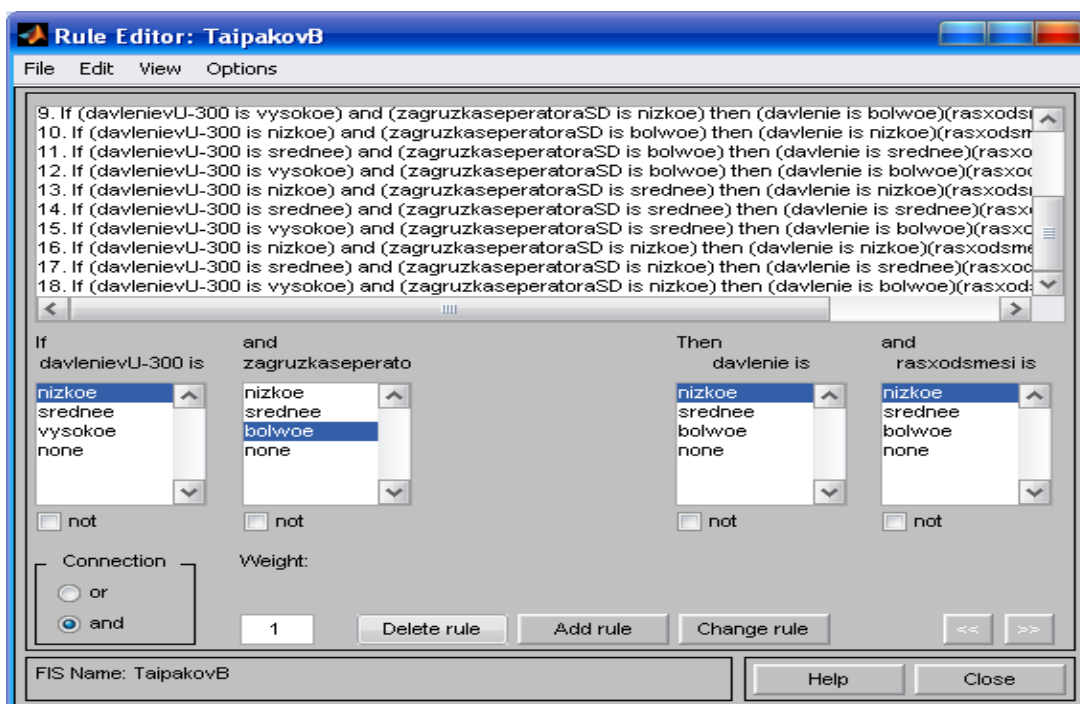 Rule Editor: TaipakovB
File Edit View Options
9. If (davlenievU-300 is vysokoe) and (zagruzkaseperatoraSD is nizkoe) then (davlenie is bolwoe)(rasxods
10. If (davlenievU-300 is nizkoe) and (zagruzkaseperatoraSD is bolwoe) then (davlenie is nizkoe)(rasxodsm
11. If (davlenievU-300 is srednee) and (zagruzkaseperatoraSD is bolwoe) then (davlenie is srednee)(rasxo
12. If (davlenievU-300 is vysokoe) and (zagruzkaseperatoraSD is bolwoe) then (davlenie is bolwoe)(rasxod
13. If (davlenievU-300 is nizkoe) and (zagruzkaseperatoraSD is srednee) then (davlenie is nizkoe)(rasxods
14. If (davlenievU-300 is srednee) and (zagruzkaseperatoraSD is srednee) then (davlenie is srednee)(rasx
15. If (davlenievU-300 is vysokoe) and (zagruzkaseperatoraSD is srednee) then (davlenie is bolwoe)(rasxo
16. If (davlenievU-300 is nizkoe) and (zagruzkaseperatoraSD is nizkoe) then (davlenie is nizkoe)(rasxodsme
17. If (davlenievU-300 is srednee) and (zagruzkaseperatoraSD is nizkoe) then (davlenie is srednee)(rasxod
18. If (davlenievU-300 is vysokoe) and (zagruzkaseperatoraSD is nizkoe) then (davlenie is bolwoe)(rasxod
If
davlenievU-300 is
nizkoe
srednee
vysokoe
none
not
and
zagruzkaseperato
nizkoe
srednee
bolwoe
none
not
Then
davlenie is
nizkoe
srednee
bolwoe
none
not
and
rasxodsmesi is
nizkoe
srednee
bolwoe
none
not
Connection
or
and
Weight:
1
Delete rule
Add rule
Change rule
<<
>>
FIS Name: TaipakovB
Help
Close